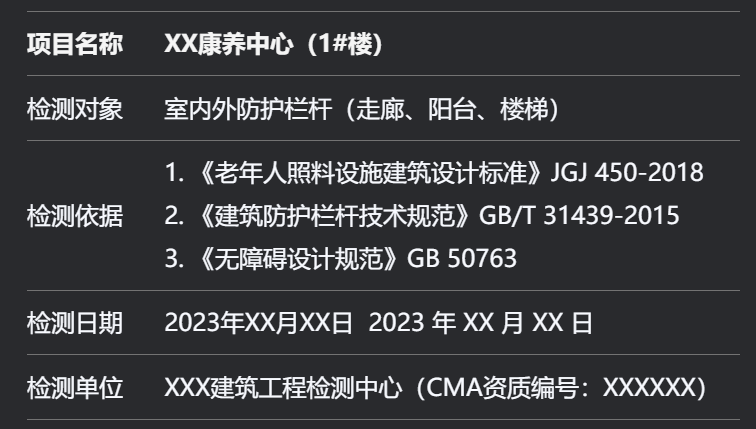 项目名称 XX康养中心（1#楼）
检测对象 室内外防护栏杆（走廊、阳台、楼梯）
1. 《老年人照料设施建筑设计标准》JGJ 450-2018
检测依据 2. 《建筑防护栏杆技术规范》GB/T 31439-2015
3. 《无障碍设计规范》GB 50763
检测日期 2023年XX月XX日 2023 年 XX 月 XX 日
检测单位 XXX建筑工程检测中心（CMA资质编号：XXXXXX）